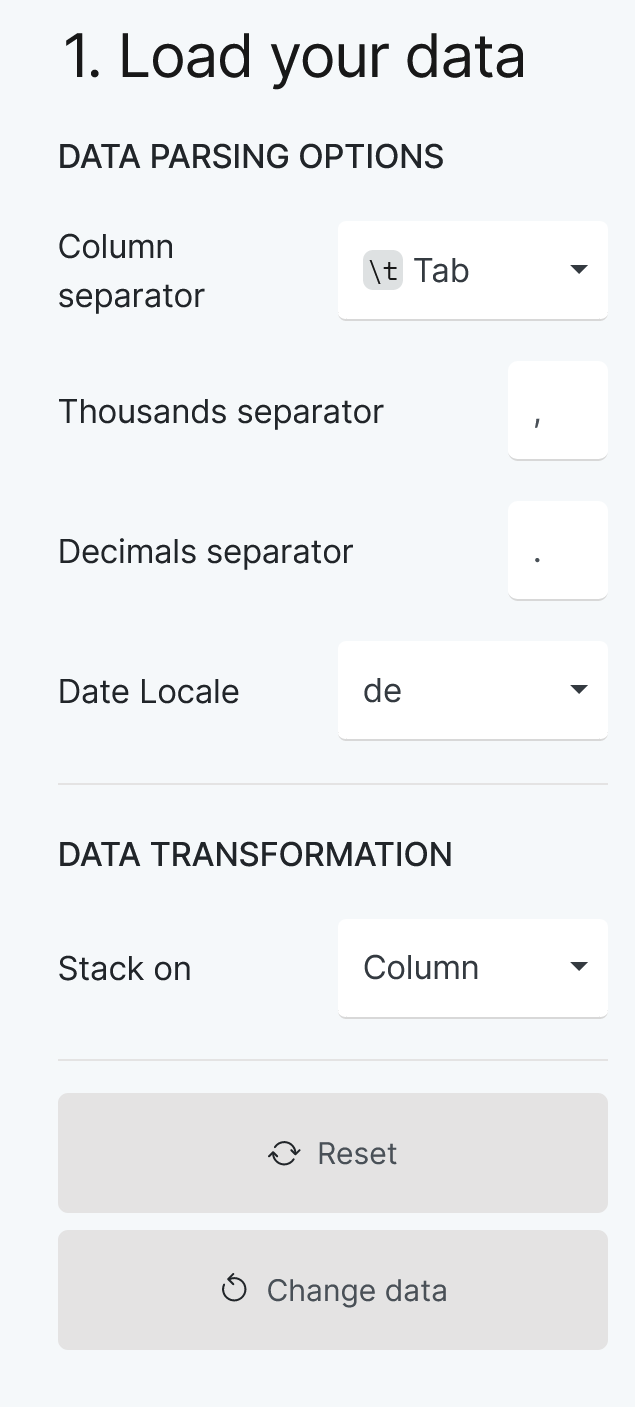 1. Load your data
DATA PARSING OPTIONS
Column
separator
\t Tab
Thousands separator
,
Decimals separator
.
Date Locale
de
DATA TRANSFORMATION
Stack on
Column
Reset
Change data